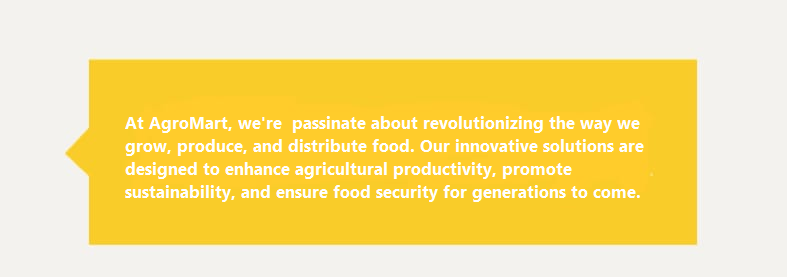 At AgroMart, we're  passinate about revolutionizing the way we
grow, produce, and distribute food. Our innovative solutions are
designed to enhance agricultural productivity, promote
sustainability, and ensure food security for generations to come.